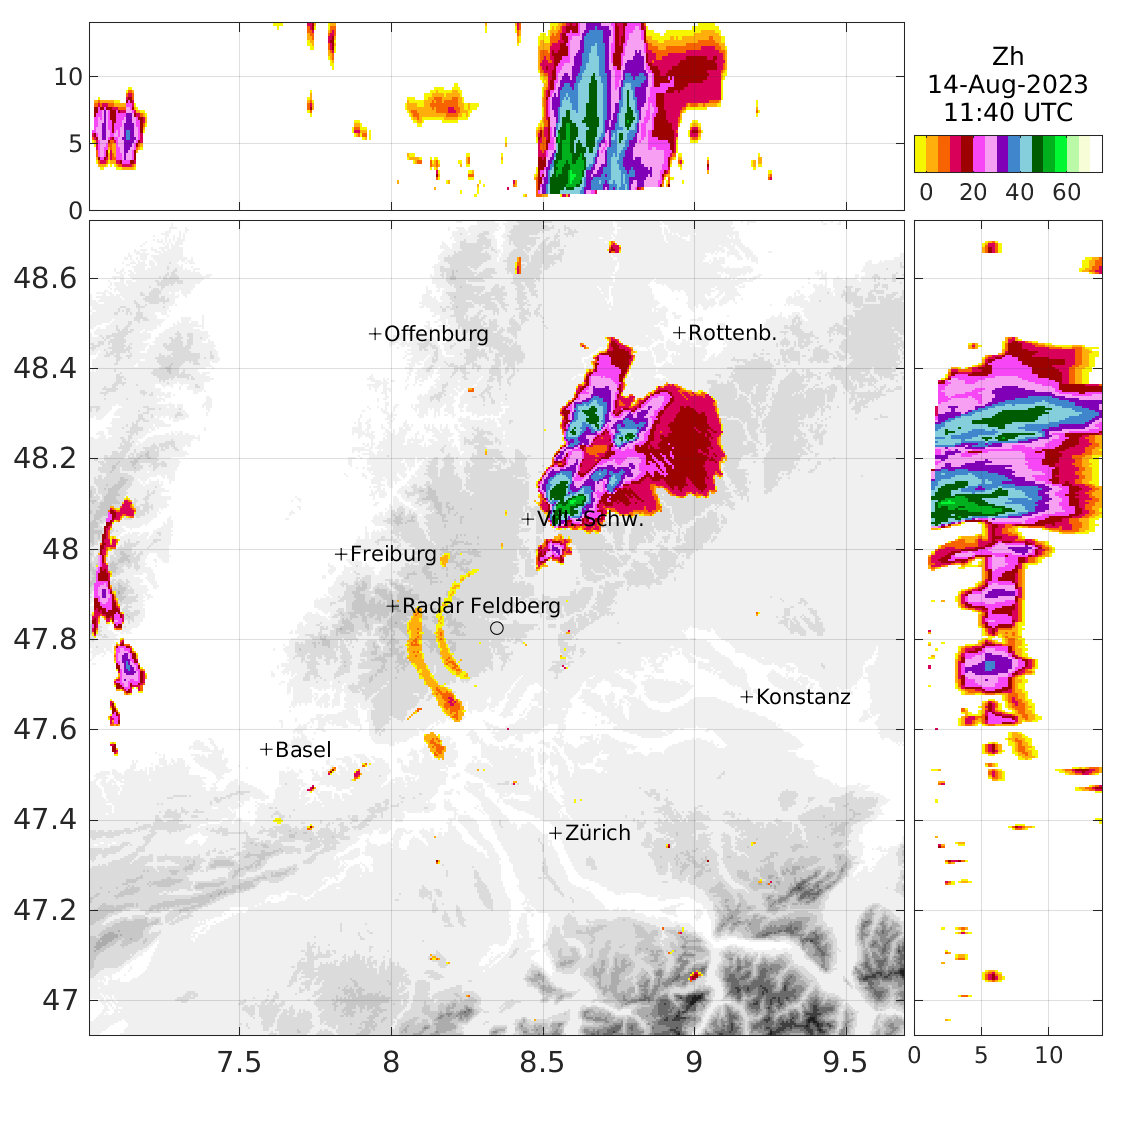 Zh
14-Aug-2023
11:40 UTC
0 20 40 60
10
5
0
48.6
48.4
48.2
48
47.8
47.6
47.4
47.2
47
+Offenburg
+Rottenb.
+Vill.-Schw.
+Freiburg
+Radar Feldberg
+Konstanz
+Basel
+Zürich
7.5 8 8.5 9 9.5
0 5 10